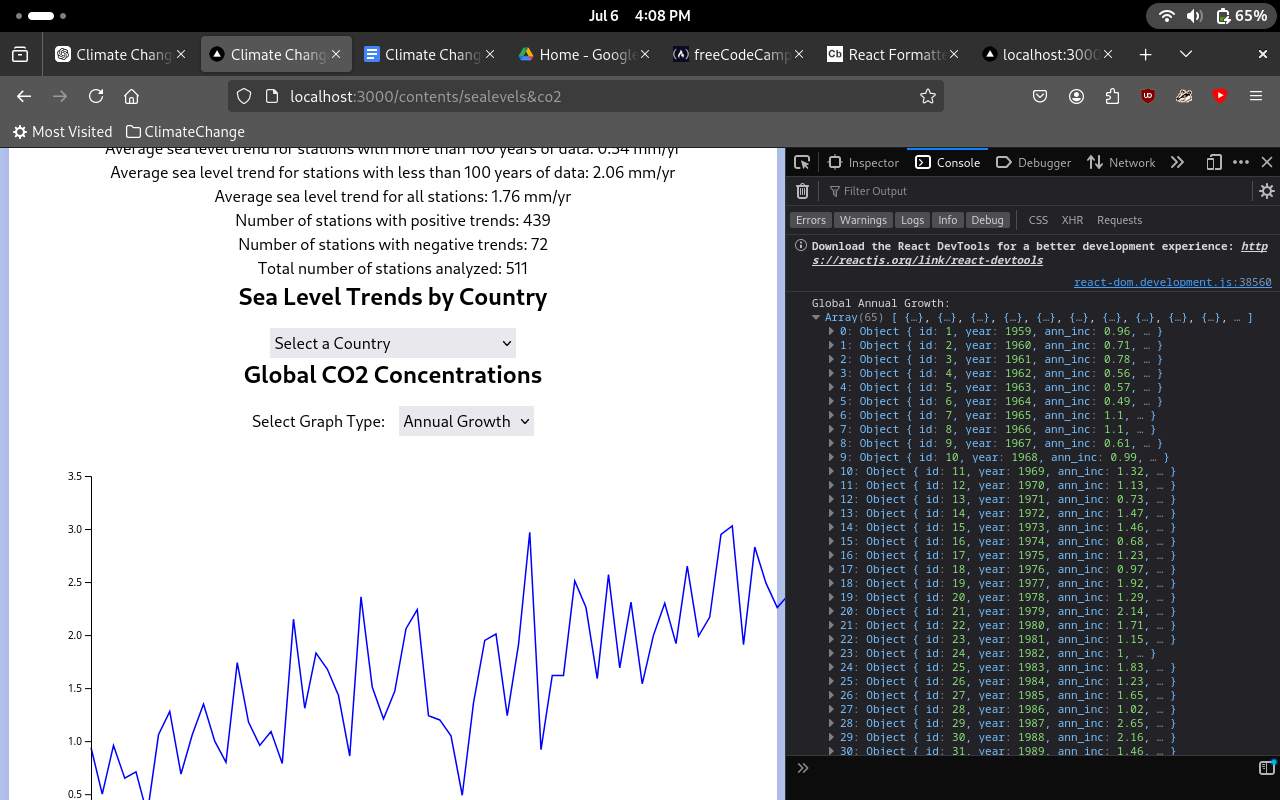 Jul 6 4:08 PM
65%
Climate Chang
Climate Chang
Climate Chang
Home - Google
freeCodeCamp
Cb React Formatte
localhost:3000
localhost:3000/contents/sealevels&co2
Most Visited ClimateChange
Average sea level trend for stations with more than 100 years of data: 0.34 mm/yr
Average sea level trend for stations with less than 100 years of data: 2.06 mm/yr
Average sea level trend for all stations: 1.76 mm/yr
Number of stations with positive trends: 439
Number of stations with negative trends: 72
Total number of stations analyzed: 511
Sea Level Trends by Country
Select a Country
Global CO2 Concentrations
Select Graph Type: Annual Growth
3.5
3.0
2.5
2.0
1.5
1.0
0.5
Inspector Console Debugger Network
Filter Output
Errors Warnings Logs Info Debug CSS XHR Requests
Download the React DevTools for a better development experience: http
s://reactjs.org/link/react-devtools
react-dom.development.js:38560
Global Annual Growth:
Array(65) [ {…}, {…}, {…}, {…}, {…}, {…}, {…}, {…}, {…}, {…}, … ]
0: Object { id: 1, year: 1959, ann_inc: 0.96, … }
1: Object { id: 2, year: 1960, ann_inc: 0.71, … }
2: Object { id: 3, year: 1961, ann_inc: 0.78, … }
3: Object { id: 4, year: 1962, ann_inc: 0.56, … }
4: Object { id: 5, year: 1963, ann_inc: 0.57, … }
5: Object { id: 6, year: 1964, ann_inc: 0.49, … }
6: Object { id: 7, year: 1965, ann_inc: 1.1, … }
7: Object { id: 8, year: 1966, ann_inc: 1.1, … }
8: Object { id: 9, year: 1967, ann_inc: 0.61, … }
9: Object { id: 10, year: 1968, ann_inc: 0.99, … }
10: Object { id: 11, year: 1969, ann_inc: 1.32, … }
11: Object { id: 12, year: 1970, ann_inc: 1.13, … }
12: Object { id: 13, year: 1971, ann_inc: 0.73, … }
13: Object { id: 14, year: 1972, ann_inc: 1.47, … }
14: Object { id: 15, year: 1973, ann_inc: 1.46, … }
15: Object { id: 16, year: 1974, ann_inc: 0.68, … }
16: Object { id: 17, year: 1975, ann_inc: 1.23, … }
17: Object { id: 18, year: 1976, ann_inc: 0.97, … }
18: Object { id: 19, year: 1977, ann_inc: 1.92, … }
19: Object { id: 20, year: 1978, ann_inc: 1.29, … }
20: Object { id: 21, year: 1979, ann_inc: 2.14, … }
21: Object { id: 22, year: 1980, ann_inc: 1.71, … }
22: Object { id: 23, year: 1981, ann_inc: 1.15, … }
23: Object { id: 24, year: 1982, ann_inc: 1, … }
24: Object { id: 25, year: 1983, ann_inc: 1.83, … }
25: Object { id: 26, year: 1984, ann_inc: 1.23, … }
26: Object { id: 27, year: 1985, ann_inc: 1.65, … }
27: Object { id: 28, year: 1986, ann_inc: 1.02, … }
28: Object { id: 29, year: 1987, ann_inc: 2.65, … }
29: Object { id: 30, year: 1988, ann_inc: 2.16, … }
30: Object { id: 31, year: 1989, ann_inc: 1.46, … }